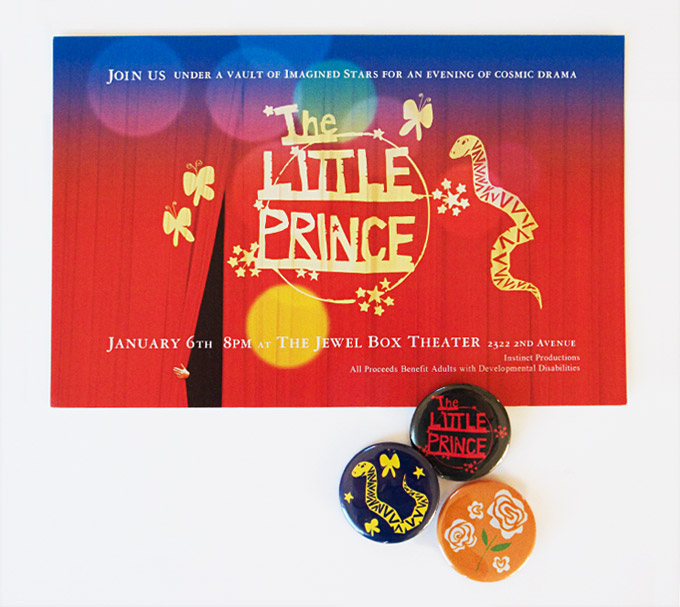 JOIN US UNDER A VAULT OF IMAGINED STARS FOR AN EVENING OF COSMIC DRAMA
The
LITTLE
PRINCE
JANUARY 6TH 8PM AT THE JEWEL BOX THEATER 2322 2ND AVENUE
Instinct Productions
All Proceeds Benefit Adults with Developmental Disabilities
The
LITTLE
PRINCE